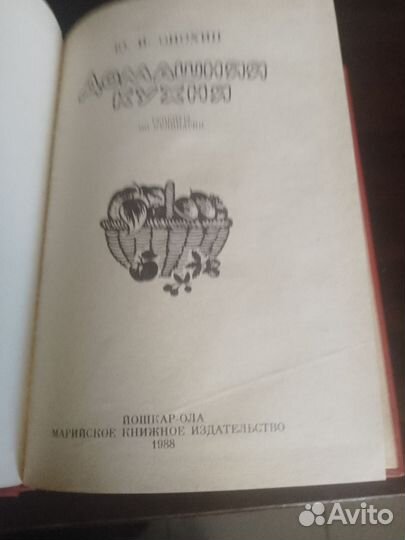 Ю. И.
ДОМАШНЯЯ
КУХНЯ
ЙОШКАР-ОЛА
МАРИЙСКОЕ КНИЖНОЕ ИЗДАТЕЛЬСТВО
1988
Avito